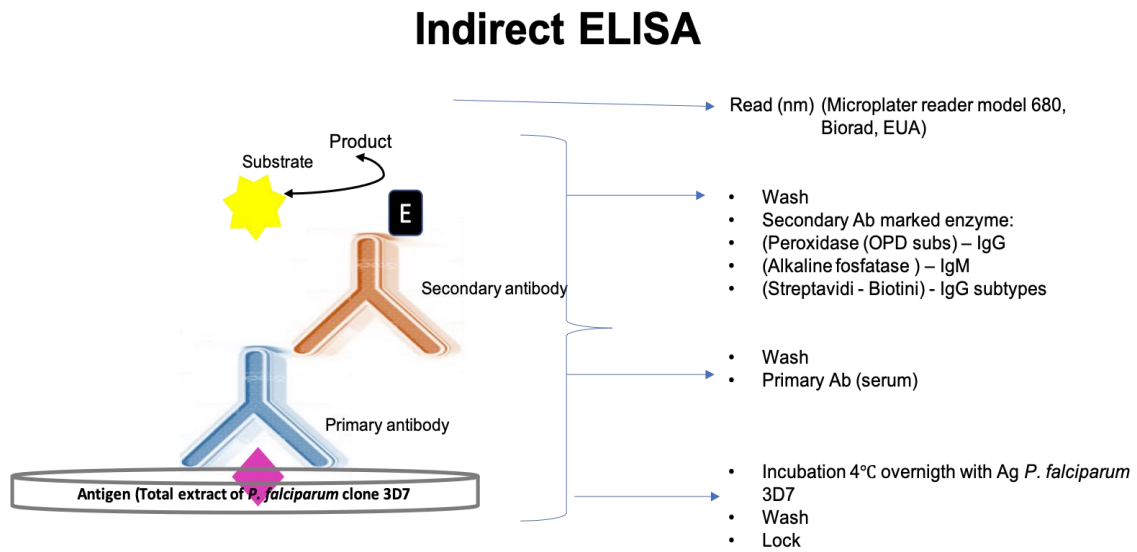 Indirect ELISA
Read (nm) (Microplater reader model 680,
Biorad, EUA)
Product
Substrate
E
• Wash
• Secondary Ab marked enzyme:
• (Peroxidase (OPD subs) – IgG
• (Alkaline fosfatase ) – IgM
• (Streptavidi - Biotini) - IgG subtypes
Secondary antibody
• Wash
• Primary Ab (serum)
Primary antibody
• Incubation 4℃ overnigth with Ag P. falciparum
3D7
• Wash
• Lock
Antigen (Total extract of P. falciparum clone 3D7